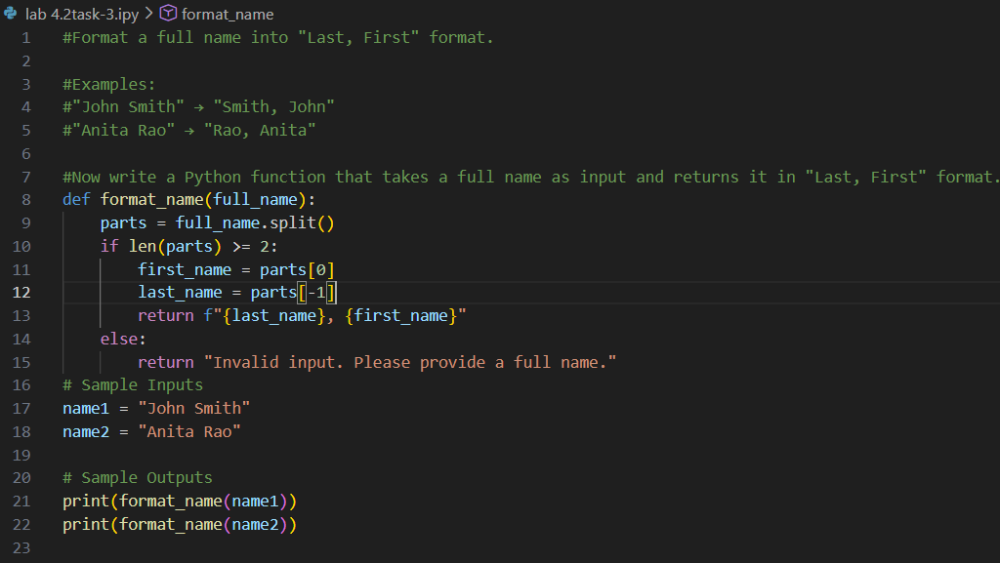 lab 4.2task-3.ipy > format_name
1 #Format a full name into "Last, First" format.
2
3 #Examples:
4 #"John Smith" → "Smith, John"
5 #"Anita Rao" → "Rao, Anita"
6
7 #Now write a Python function that takes a full name as input and returns it in "Last, First" format.
8 def format_name(full_name):
9     parts = full_name.split()
10     if len(parts) >= 2:
11         first_name = parts[0]
12         last_name = parts[-1]
13         return f"{last_name}, {first_name}"
14     else:
15         return "Invalid input. Please provide a full name."
16 # Sample Inputs
17 name1 = "John Smith"
18 name2 = "Anita Rao"
19
20 # Sample Outputs
21 print(format_name(name1))
22 print(format_name(name2))
23